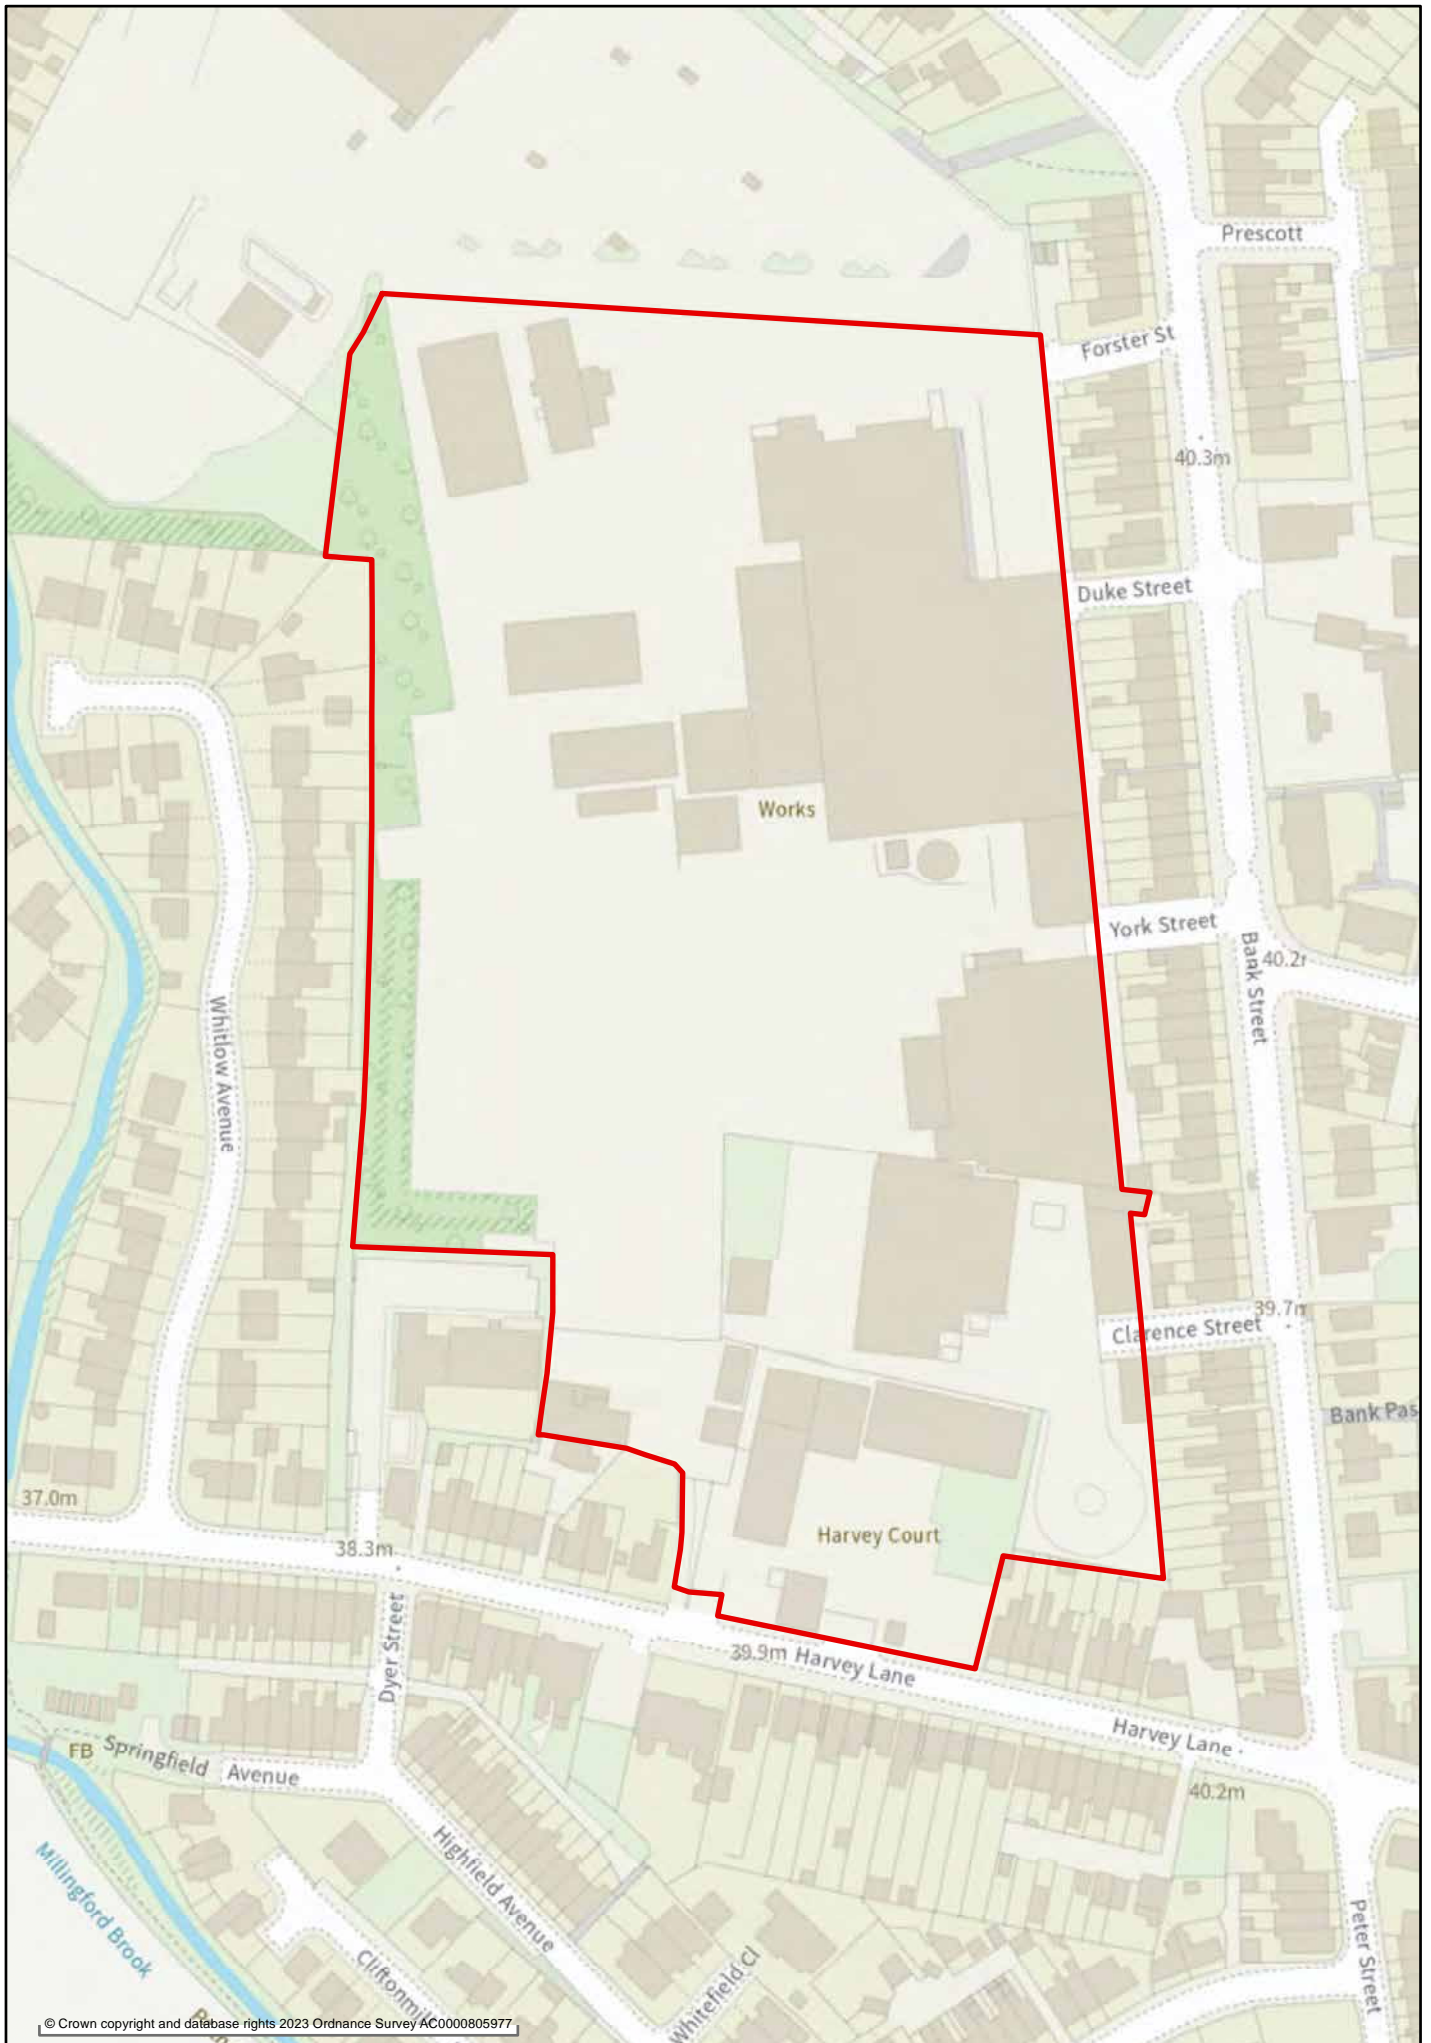 Prescott
Forster St
40.3m
Duke Street
Works
York Street
Bank Street
40.2
Whitlow Avenue
39.7m
Clarence Street
Bank Pas
37.0m
38.3m
Harvey Court
Dyer Street
39.9m Harvey Lane
Harvey Lane
FB
Springfield Avenue
40.2m
Highfield Avenue
Millingford Brook
Peter Street
Whitefield Cl
© Crown copyright and database rights 2023 Ordnance Survey AC0000805977